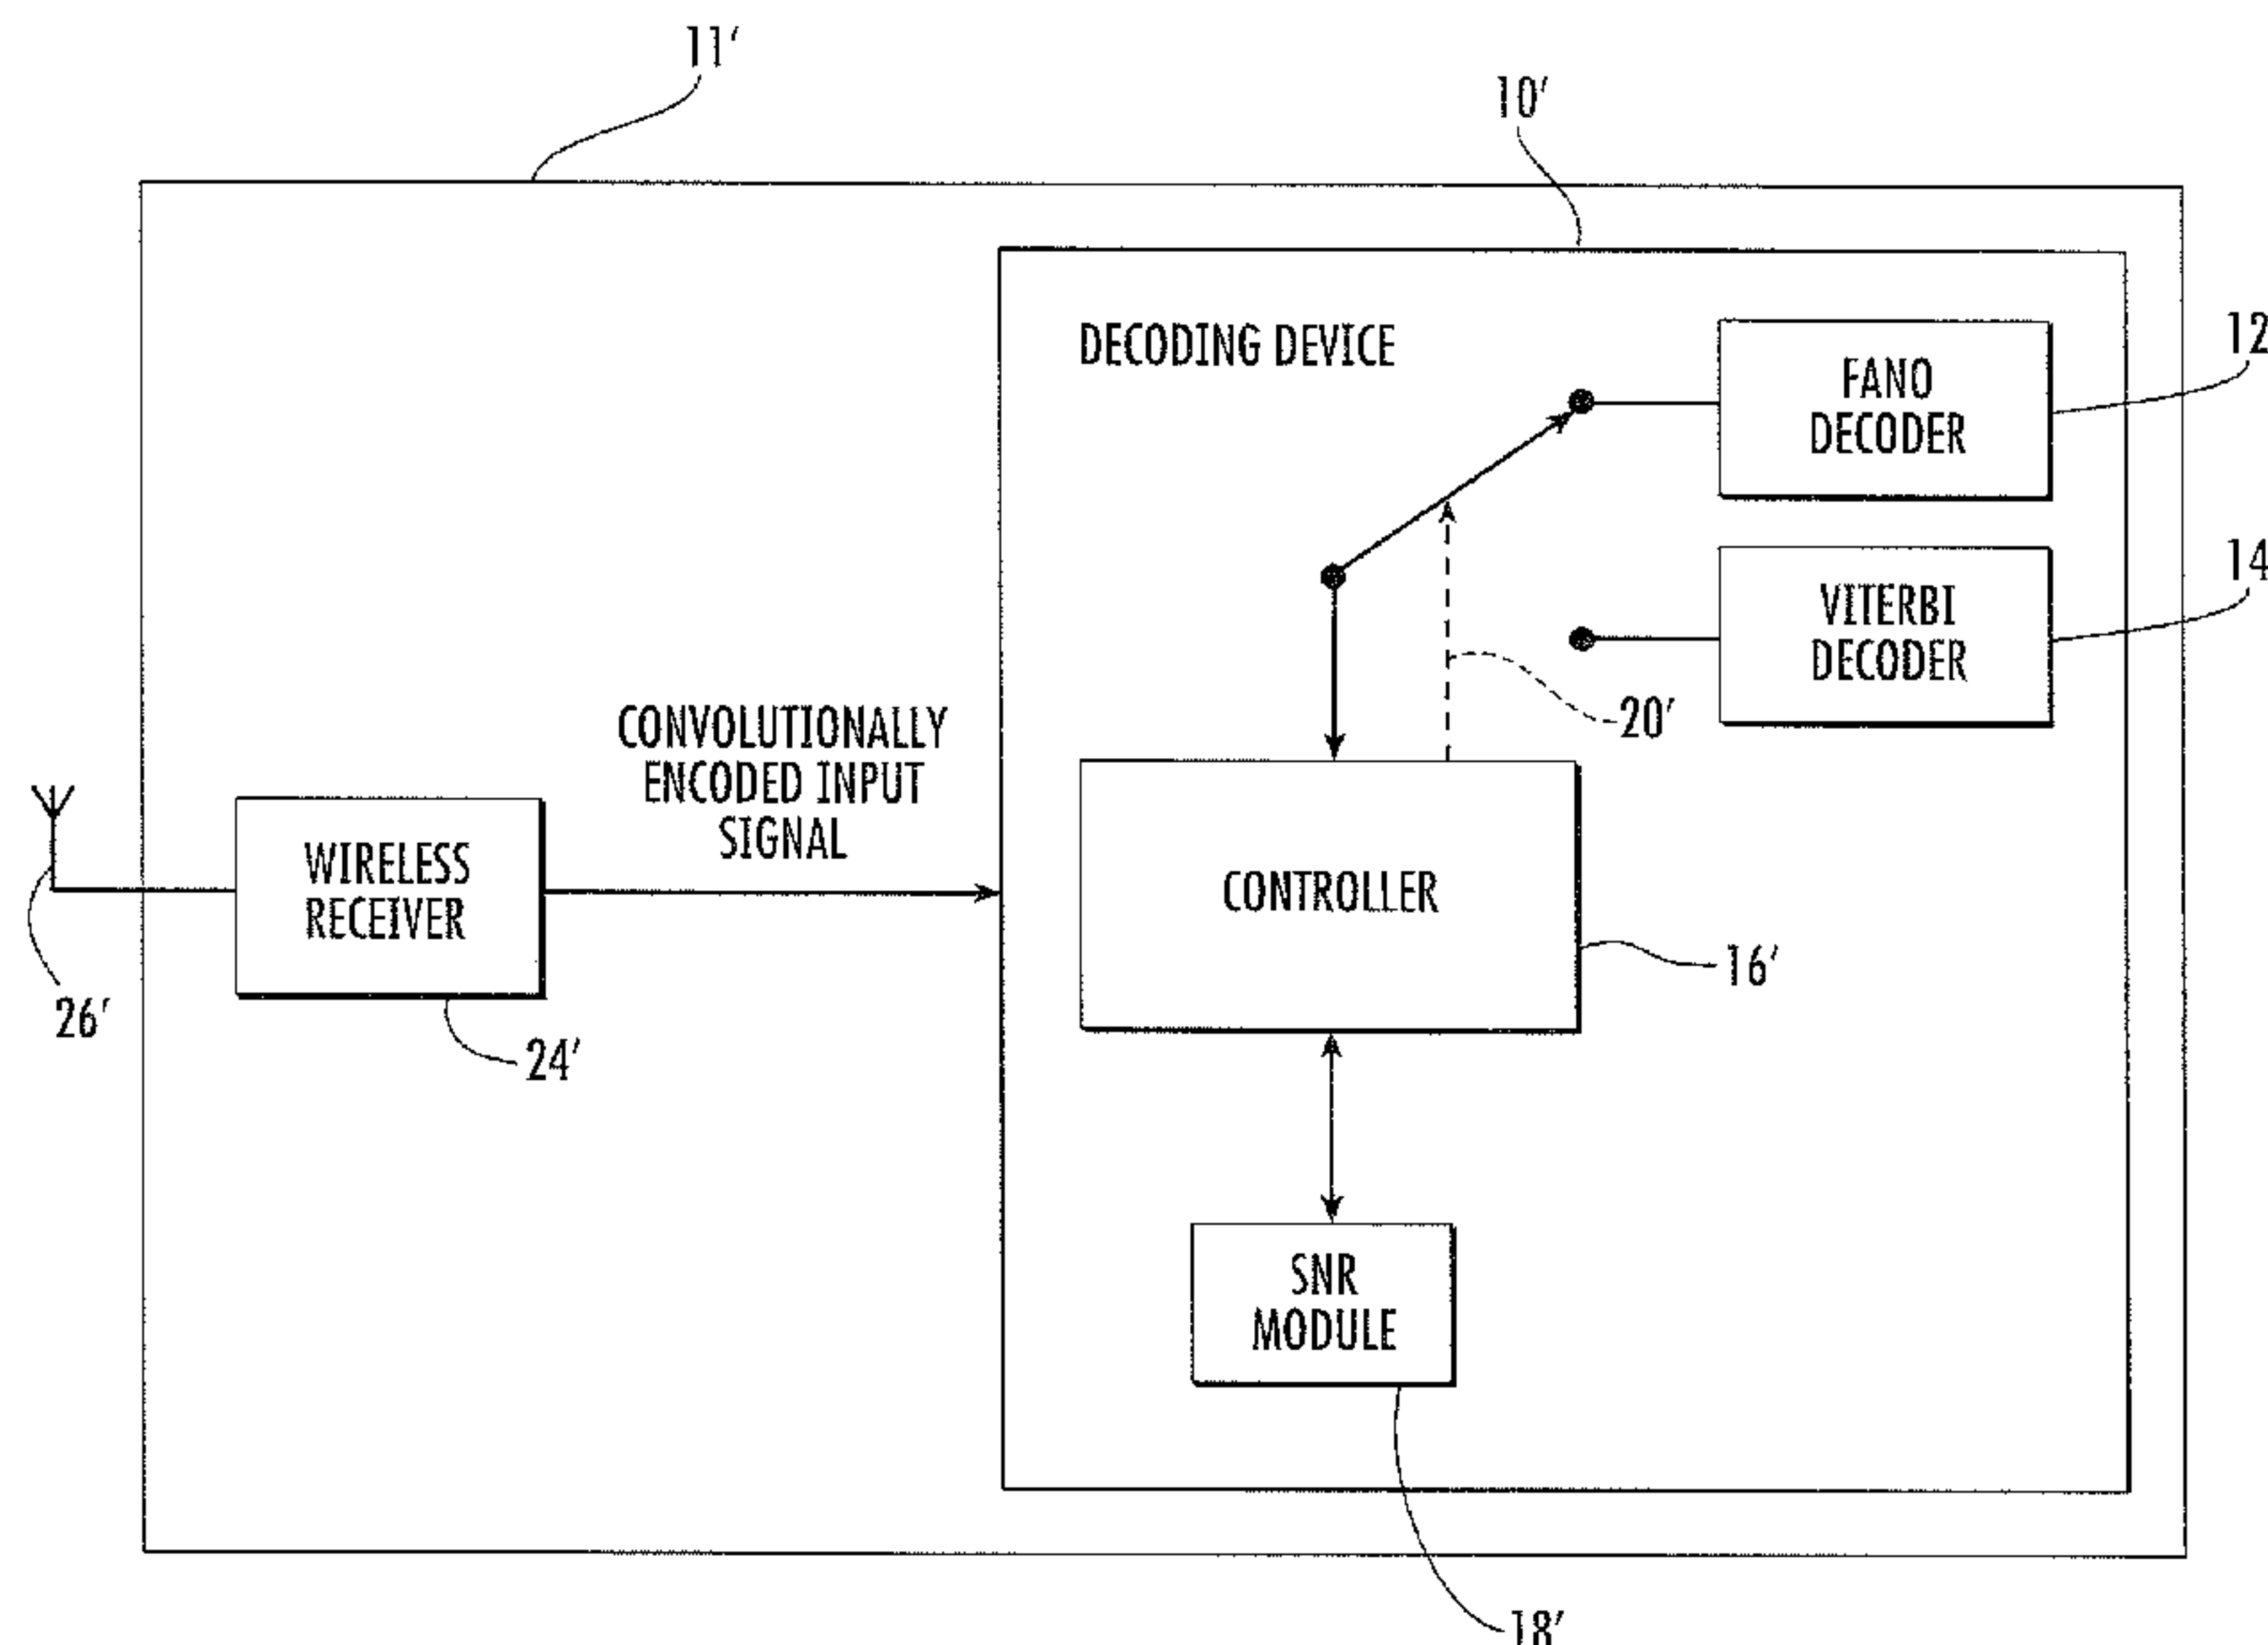 11′
10′
DECODING DEVICE
FANO
DECODER
12
VITERBI
DECODER
14
20′
CONVOLUTIONALLY
ENCODED INPUT
SIGNAL
WIRELESS
RECEIVER
CONTROLLER
16′
26′
24′
SNR
MODULE
18′